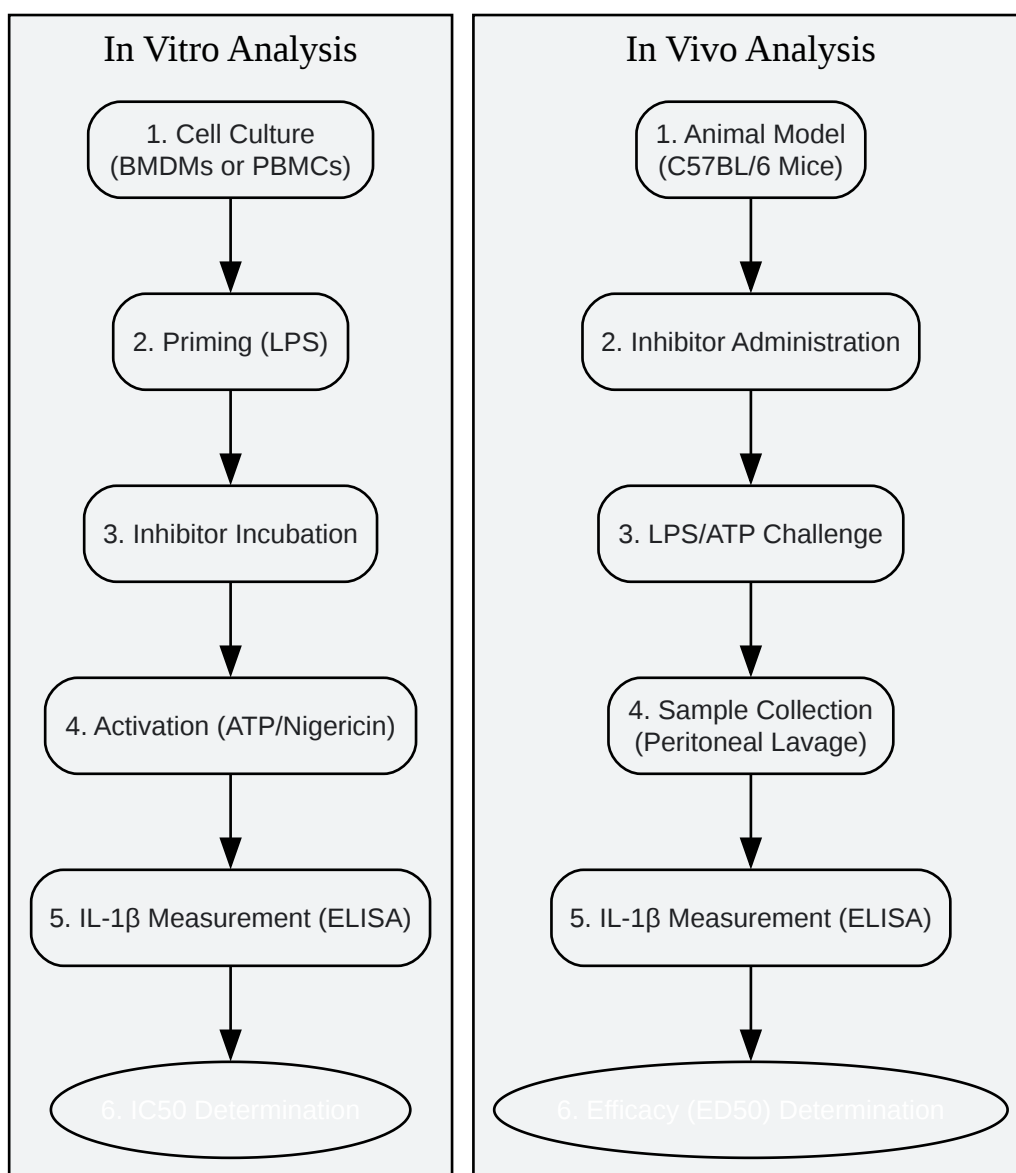 In Vitro Analysis
1. Cell Culture
(BMDMs or PBMCs)
2. Priming (LPS)
3. Inhibitor Incubation
4. Activation (ATP/Nigericin)
5. IL-1β Measurement (ELISA)
6. IC50 Determination
In Vivo Analysis
1. Animal Model
(C57BL/6 Mice)
2. Inhibitor Administration
3. LPS/ATP Challenge
4. Sample Collection
(Peritoneal Lavage)
5. IL-1β Measurement (ELISA)
6. Efficacy (ED50) Determination